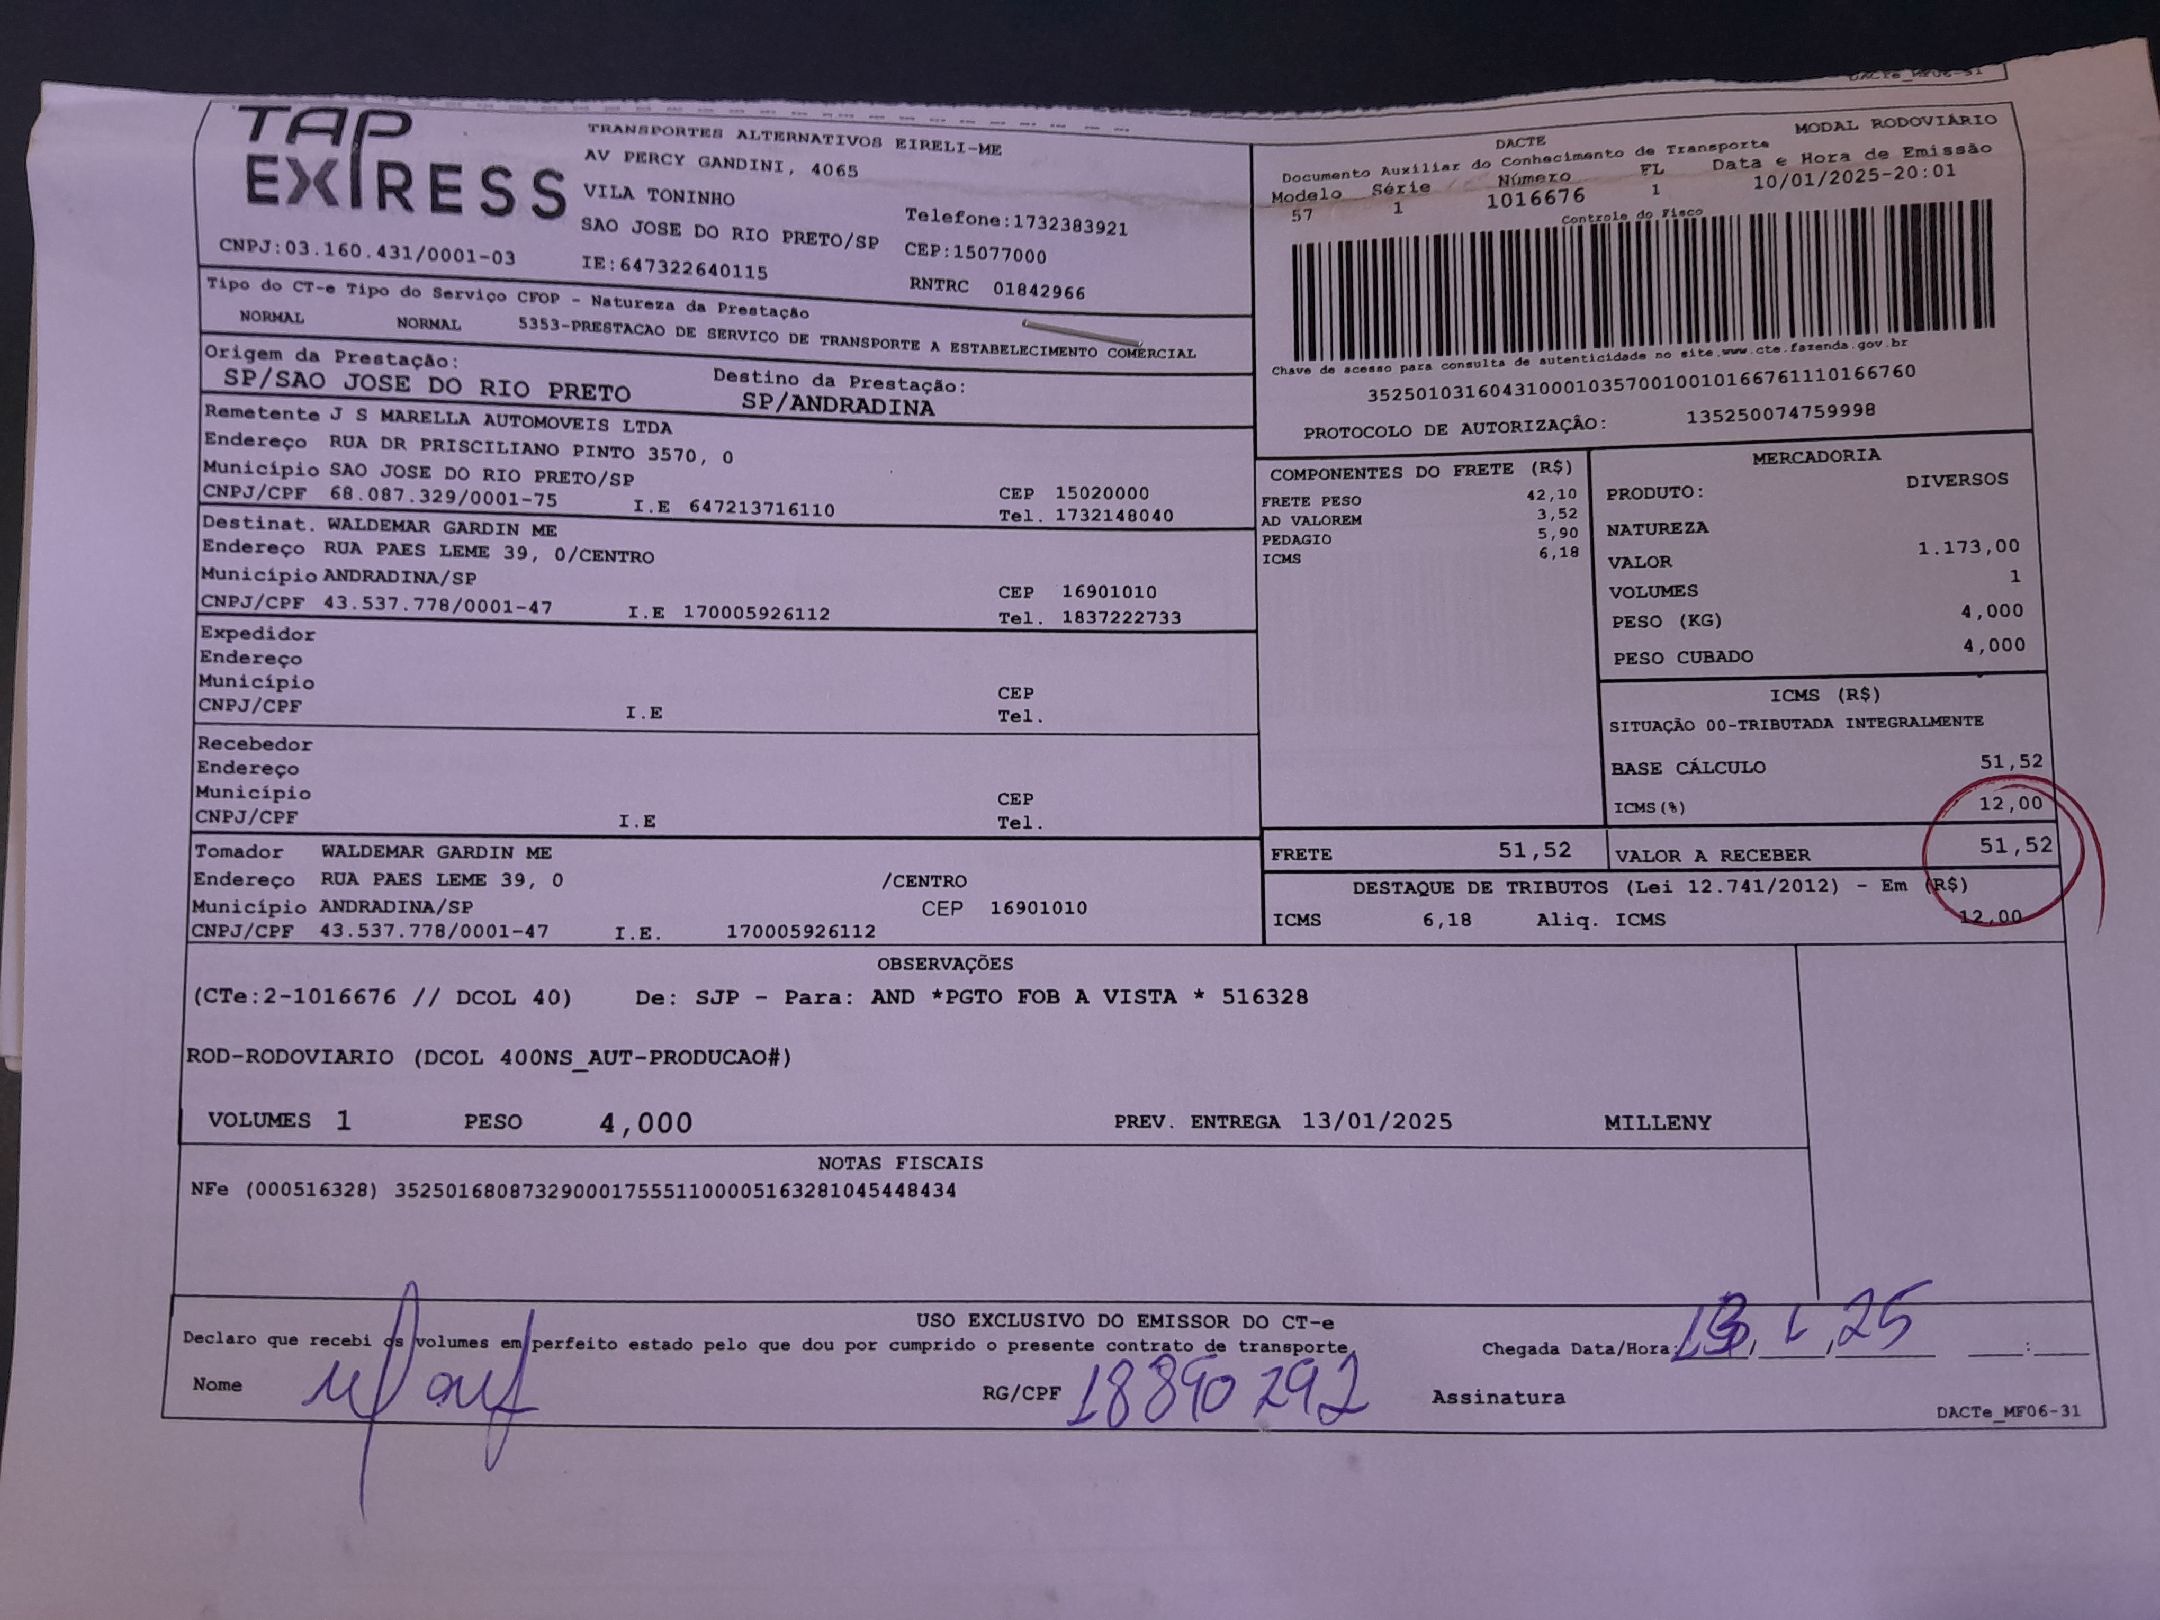 DACTe_MF06-31
TAP EXPRESS
TRANSPORTES ALTERNATIVOS EIRELI-ME
AV PERCY GANDINI, 4065
VILA TONINHO
SAO JOSE DO RIO PRETO/SP
Telefone:1732383921
CEP:15077000
CNPJ:03.160.431/0001-03
IE:647322640115
RNTRC 01842966
DACTE
MODAL RODOVIÁRIO
Documento Auxiliar do Conhecimento de Transporte
Modelo Série Número FL Data e Hora de Emissão
57 1 1016676 1 10/01/2025-20:01
Controle do Fisco
Chave de acesso para consulta de autenticidade no site www.cte.fazenda.gov.br
35250103160431000103570010010166761110166760
PROTOCOLO DE AUTORIZAÇÃO: 135250074759998
Tipo do CT-e Tipo do Serviço CFOP - Natureza da Prestação
NORMAL NORMAL 5353-PRESTACAO DE SERVICO DE TRANSPORTE A ESTABELECIMENTO COMERCIAL
Origem da Prestação:
SP/SAO JOSE DO RIO PRETO
Destino da Prestação:
SP/ANDRADINA
Remetente J S MARELLA AUTOMOVEIS LTDA
Endereço RUA DR PRISCILIANO PINTO 3570, 0
Município SAO JOSE DO RIO PRETO/SP
CEP 15020000
CNPJ/CPF 68.087.329/0001-75 I.E 647213716110 Tel. 1732148040
Destinat. WALDEMAR GARDIN ME
Endereço RUA PAES LEME 39, 0/CENTRO
Município ANDRADINA/SP
CEP 16901010
CNPJ/CPF 43.537.778/0001-47 I.E 170005926112 Tel. 1837222733
Expedidor
Endereço
Município
CEP
CNPJ/CPF I.E Tel.
Recebedor
Endereço
Município
CEP
CNPJ/CPF I.E Tel.
Tomador WALDEMAR GARDIN ME
Endereço RUA PAES LEME 39, 0 /CENTRO
Município ANDRADINA/SP CEP 16901010
CNPJ/CPF 43.537.778/0001-47 I.E. 170005926112
COMPONENTES DO FRETE (R$)
FRETE PESO 42,10
AD VALOREM 3,52
PEDAGIO 5,90
ICMS 6,18
MERCADORIA
PRODUTO: DIVERSOS
NATUREZA
VALOR 1.173,00
VOLUMES 1
PESO (KG) 4,000
PESO CUBADO 4,000
ICMS (R$)
SITUAÇÃO 00-TRIBUTADA INTEGRALMENTE
BASE CÁLCULO 51,52
ICMS(%) 12,00
FRETE 51,52 VALOR A RECEBER 51,52
DESTAQUE DE TRIBUTOS (Lei 12.741/2012) - Em (R$)
ICMS 6,18 Aliq. ICMS 12,00
OBSERVAÇÕES
(CTe:2-1016676 // DCOL 40) De: SJP - Para: AND *PGTO FOB A VISTA * 516328
ROD-RODOVIARIO (DCOL 400NS_AUT-PRODUCAO#)
VOLUMES 1 PESO 4,000 PREV. ENTREGA 13/01/2025 MILLENY
NOTAS FISCAIS
NFe (000516328) 35250168087329000175551100005163281045448434
USO EXCLUSIVO DO EMISSOR DO CT-e
Declaro que recebi os volumes em perfeito estado pelo que dou por cumprido o presente contrato de transporte.
Chegada Data/Hora: 13, 1, 25 :
Nome RG/CPF 18890292 Assinatura
DACTe_MF06-31